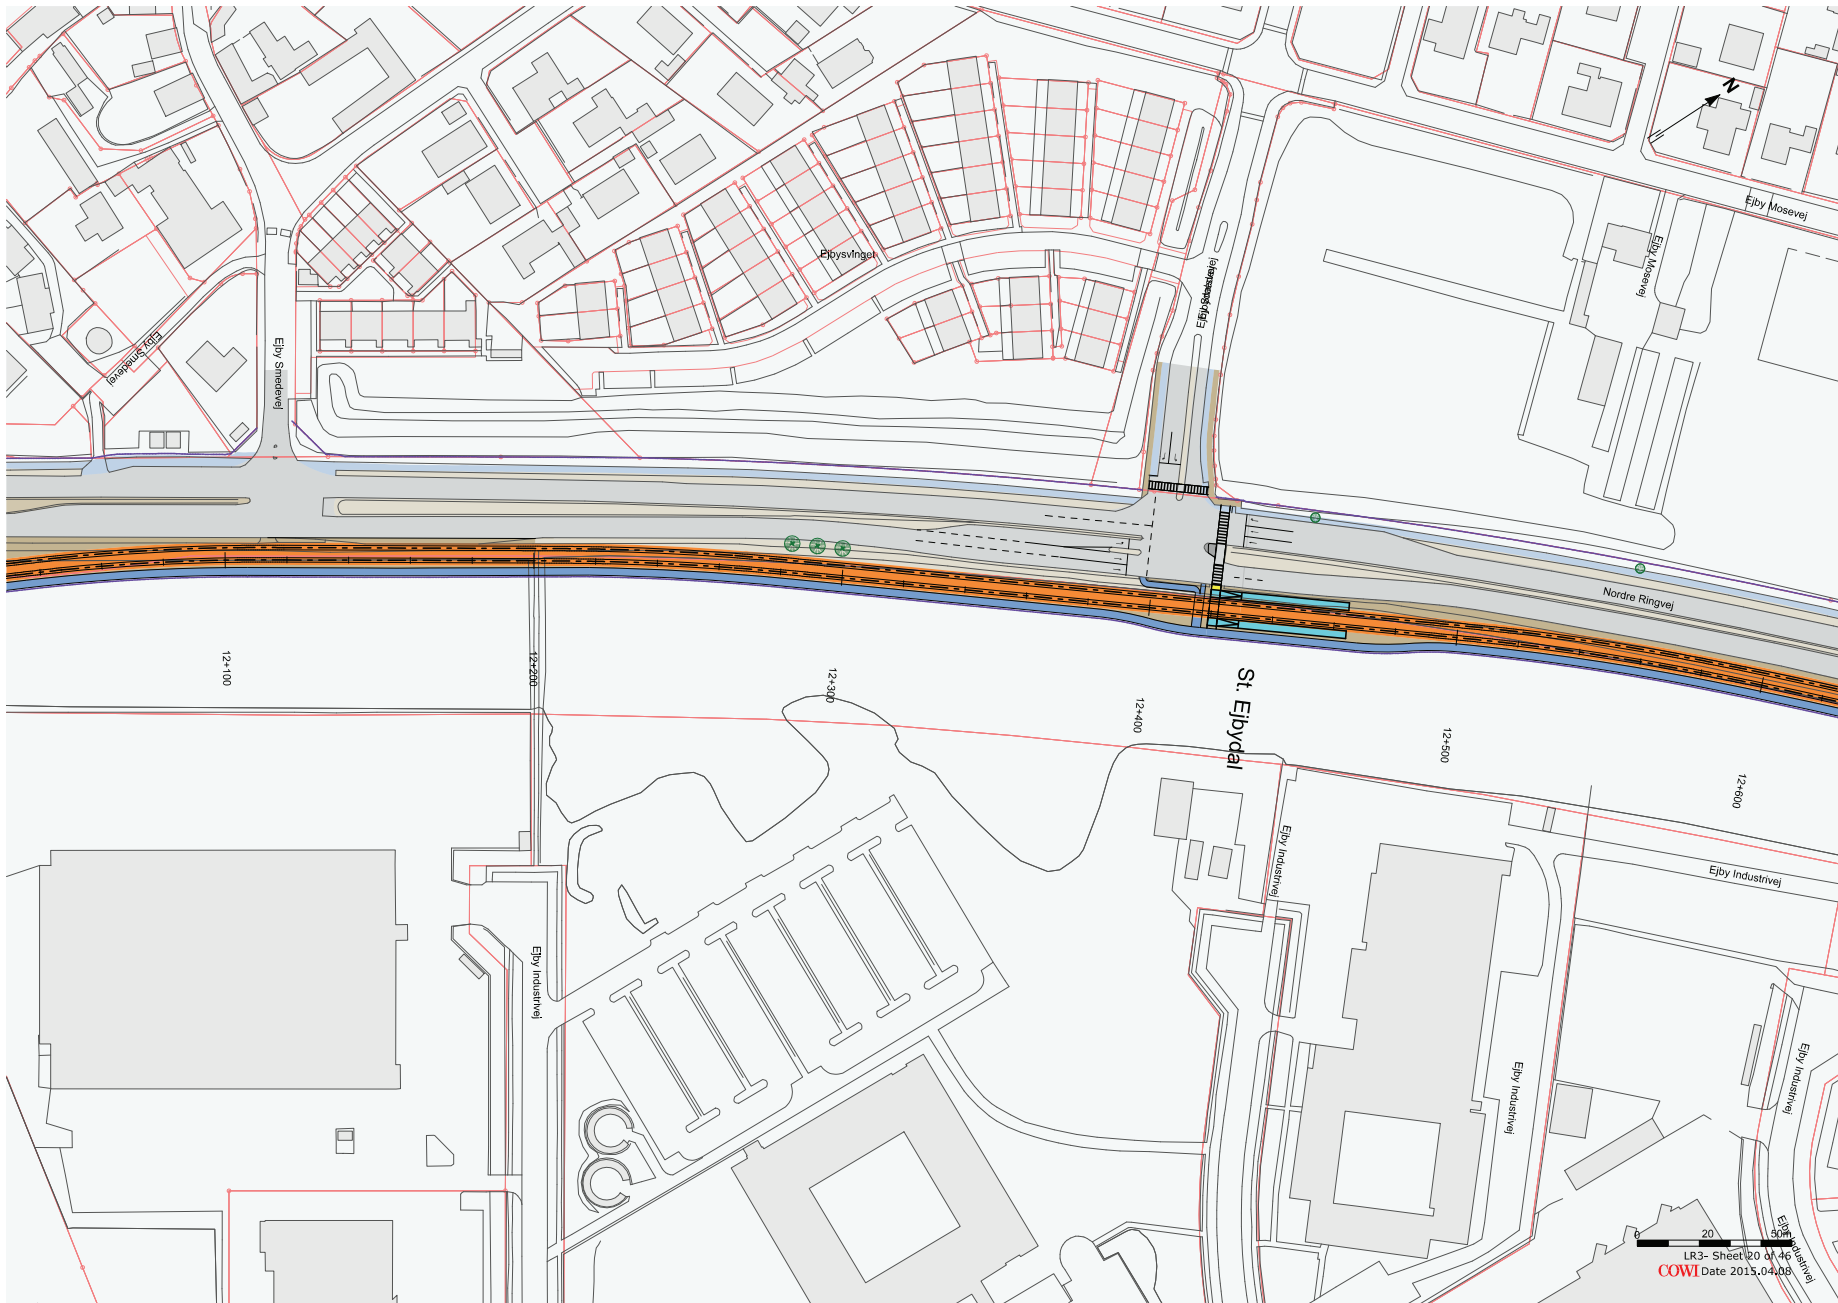 N
Ejby Mosevej
Ejby Mosevej
Ejbysvinget
Ejby Smedevej
Ejby Smedevej
Nordre Ringvej
12+100
12+200
12+300
12+400
12+500
12+600
St. Ejbydal
Ejby Industrivej
Ejby Industrivej
Ejby Industrivej
Ejby Industrivej
Ejby Industrivej
Ejby Industrivej
0 20 50m
LR3- Sheet 20 of 46
COWI Date 2015.04.08